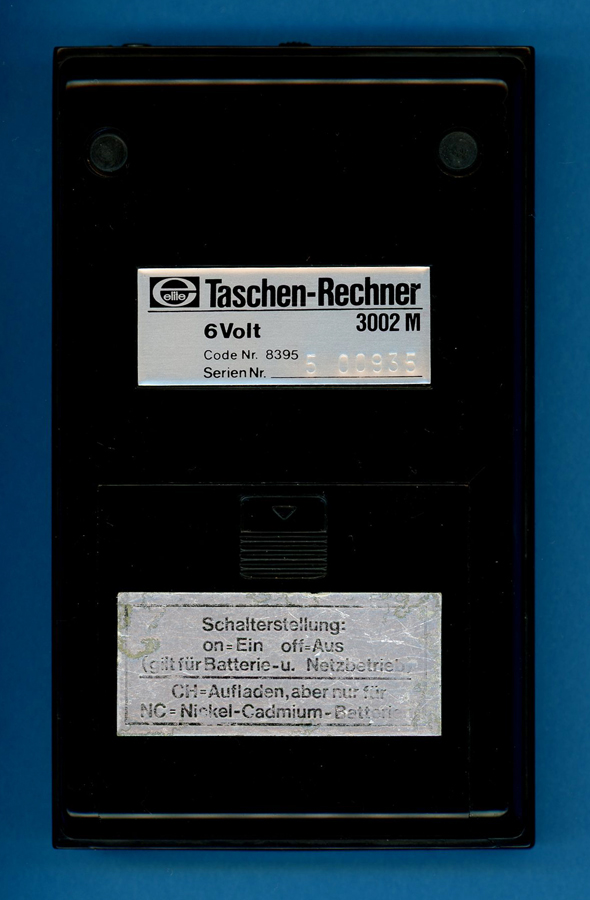 elite Taschen-Rechner
6 Volt 3002 M
Code Nr. 8395
Serien Nr. 5 00935
Schalterstellung:
on=Ein off=Aus
(gilt für Batterie-u. Netzbetrieb)
CH=Aufladen, aber nur für
NC=Nickel-Cadmium-Batterie